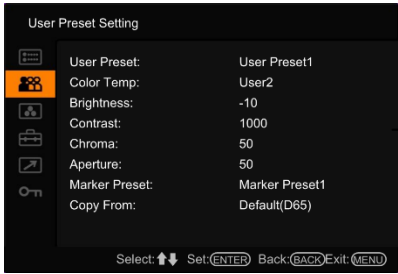 User Preset Setting
User Preset: User Preset1
Color Temp: User2
Brightness: -10
Contrast: 1000
Chroma: 50
Aperture: 50
Marker Preset: Marker Preset1
Copy From: Default(D65)
Select: Set:ENTER Back:BACK Exit:MENU